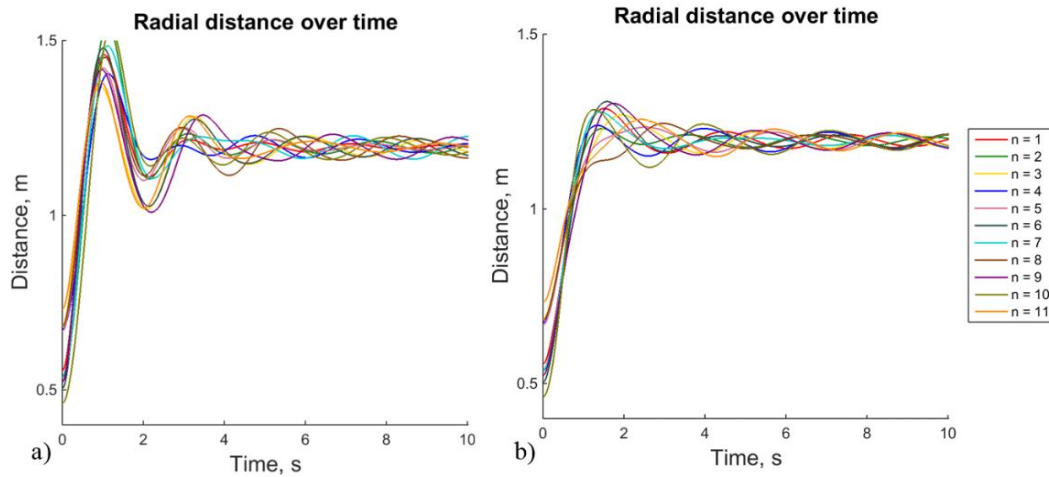 Radial distance over time
1.5
1
0.5
Distance, m
0
2
4
6
8
10
Time, s
a)
Radial distance over time
1.5
1
0.5
Distance, m
0
2
4
6
8
10
Time, s
b)
n = 1
n = 2
n = 3
n = 4
n = 5
n = 6
n = 7
n = 8
n = 9
n = 10
n = 11